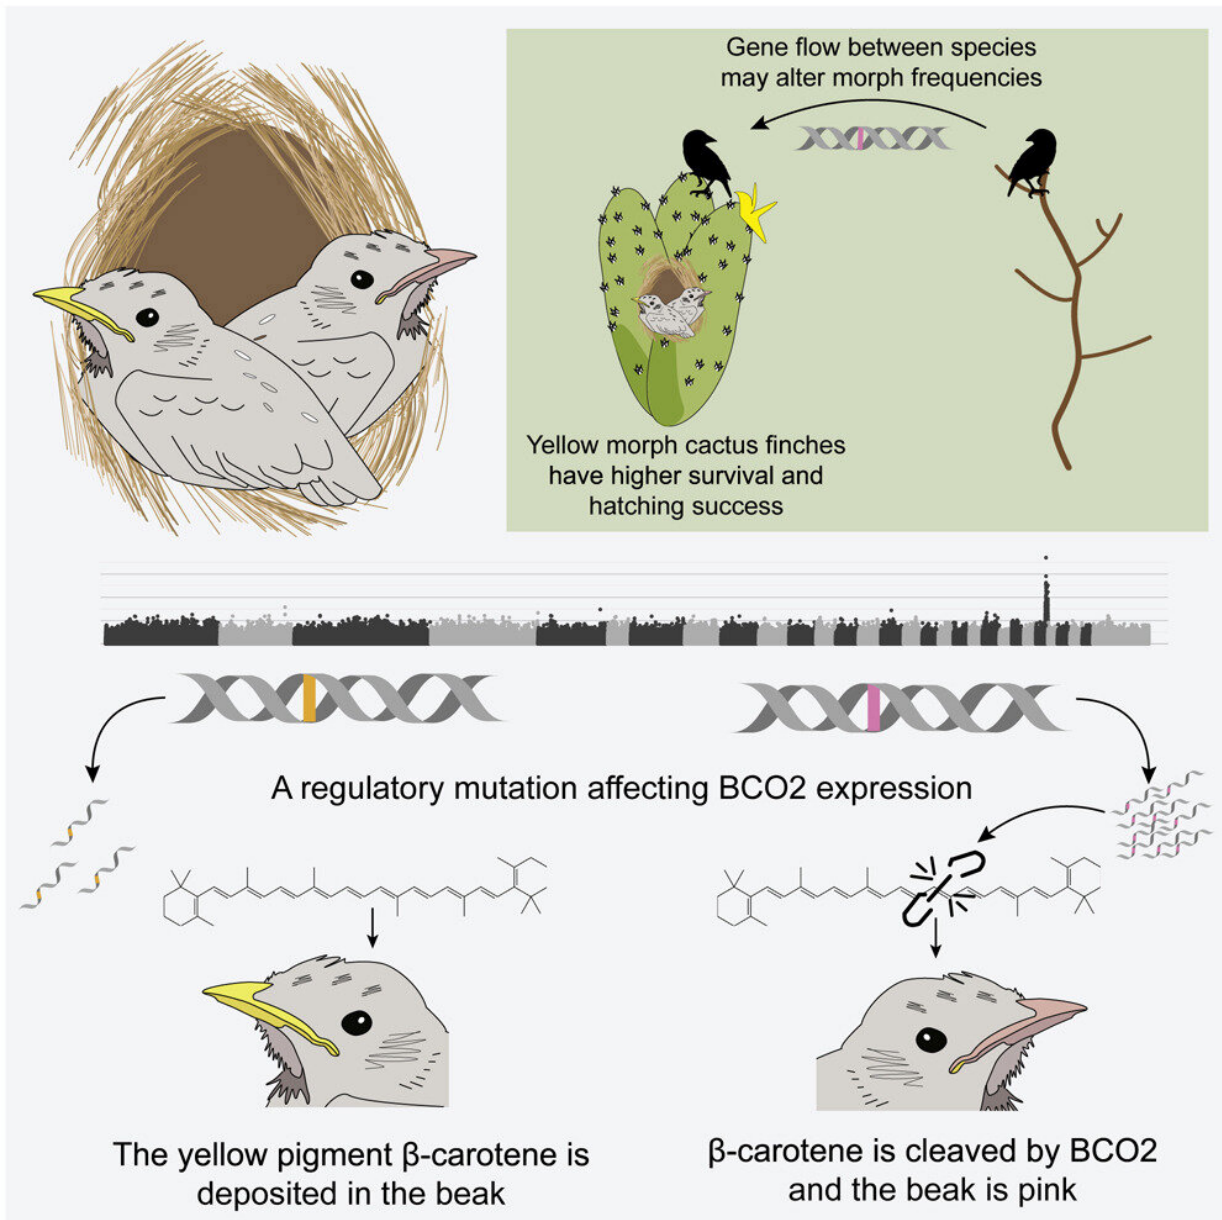 Gene flow between species
may alter morph frequencies
Yellow morph cactus finches
have higher survival and
hatching success
A regulatory mutation affecting BCO2 expression
The yellow pigment β-carotene is
deposited in the beak
β-carotene is cleaved by BCO2
and the beak is pink